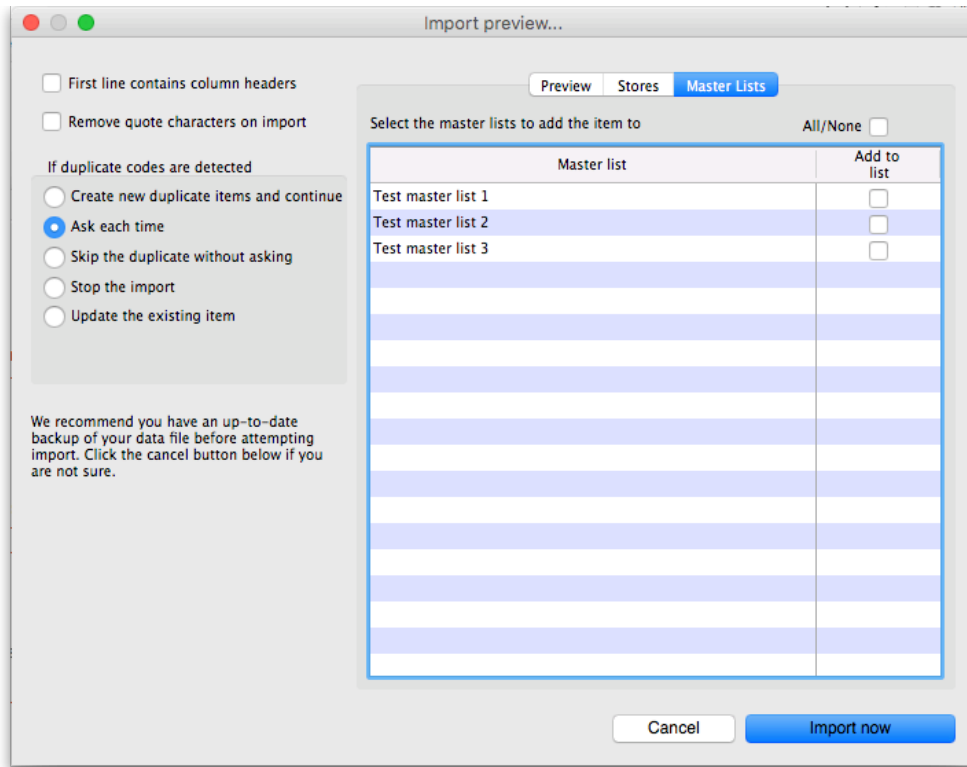 Import preview...
First line contains column headers
Remove quote characters on import
If duplicate codes are detected
Create new duplicate items and continue
Ask each time
Skip the duplicate without asking
Stop the import
Update the existing item
We recommend you have an up-to-date
backup of your data file before attempting
import. Click the cancel button below if you
are not sure.
Preview Stores Master Lists
Select the master lists to add the item to All/None
Master list Add to
list
Test master list 1
Test master list 2
Test master list 3
Cancel Import now